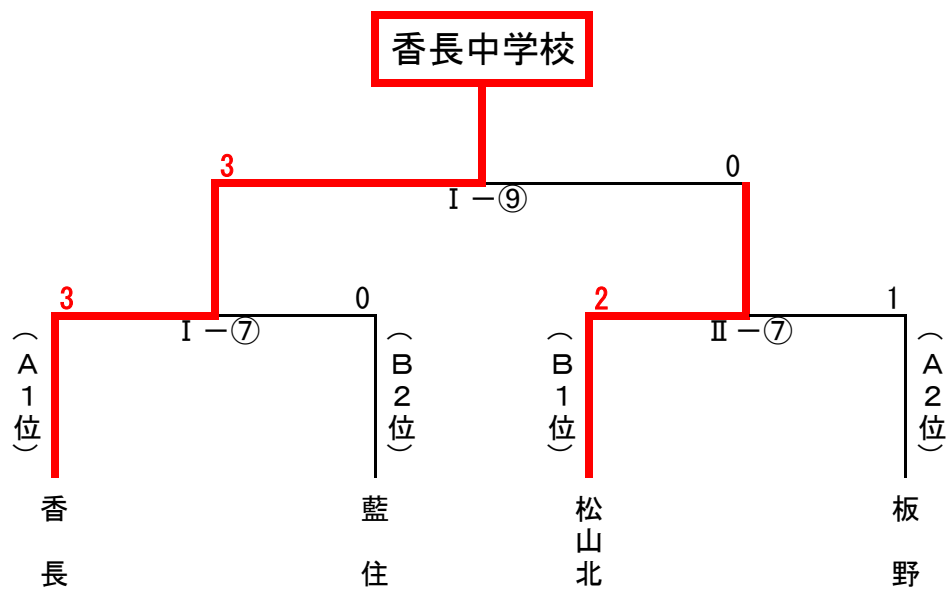 香長中学校
3
0
Ⅰ－⑨
3
0
2
1
Ⅰ－⑦
Ⅱ－⑦
（A1位）
（B2位）
（B1位）
（A2位）
香長
藍住
松山北
板野